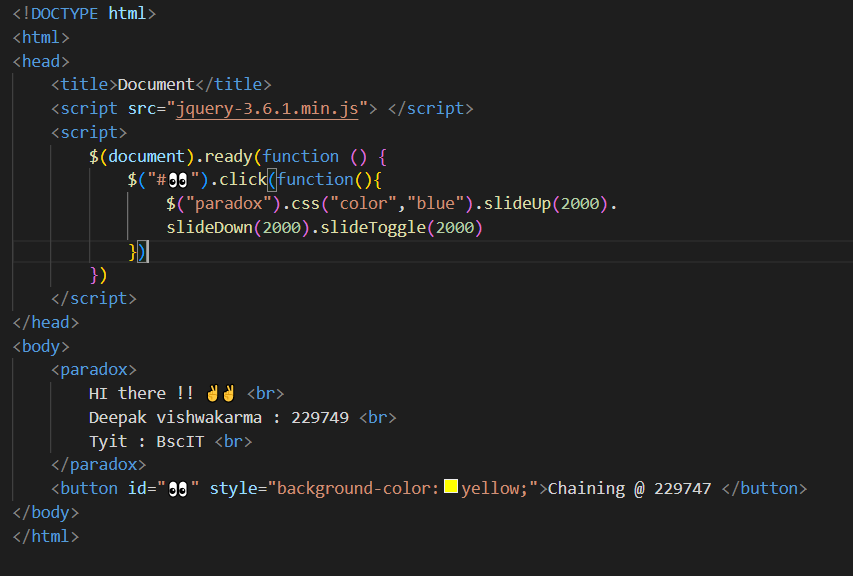 <!DOCTYPE html>
<html>
<head>
    <title>Document</title>
    <script src="jquery-3.6.1.min.js"> </script>
    <script>
        $(document).ready(function () {
            $("#👀").click(function(){
                $("paradox").css("color","blue").slideUp(2000).
                slideDown(2000).slideToggle(2000)
            })
        })
    </script>
</head>
<body>
    <paradox>
        HI there !! ✌✌ <br>
        Deepak vishwakarma : 229749 <br>
        Tyit : BscIT <br>
    </paradox>
    <button id="👀" style="background-color:yellow;">Chaining @ 229747 </button>
</body>
</html>